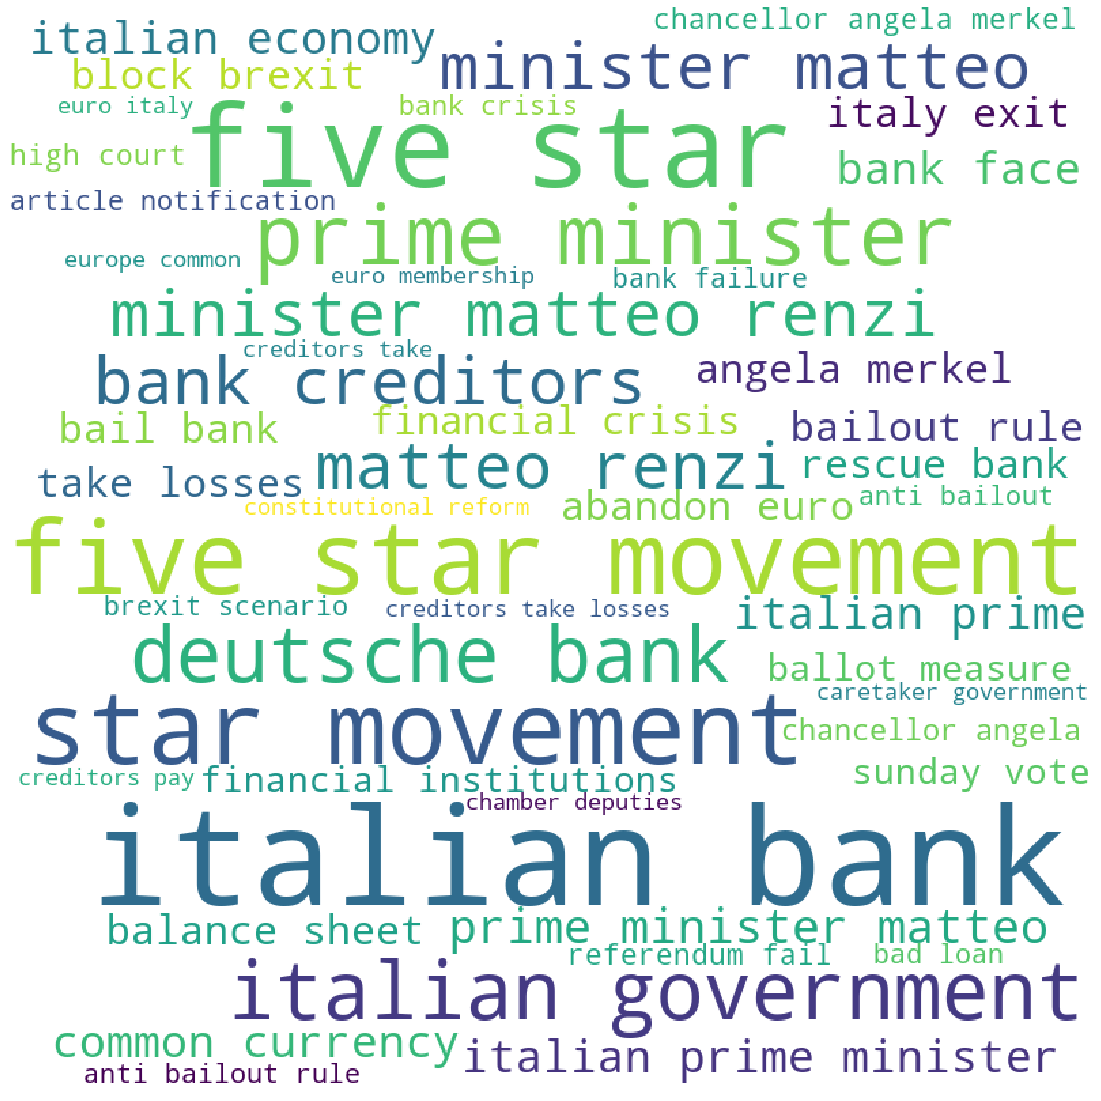 chancellor angela merkel
italian economy
minister matteo
block brexit
euro italy
bank crisis
italy exit
five star
high court
bank face
article notification
prime minister
europe common
euro membership
bank failure
minister matteo renzi
creditors take
bank creditors
angela merkel
bail bank
financial crisis
bailout rule
matteo renzi
rescue bank
take losses
constitutional reform
abandon euro
anti bailout
five star movement
brexit scenario
creditors take losses
italian prime
deutsche bank
ballot measure
caretaker government
star movement
chancellor angela
creditors pay
financial institutions
sunday vote
chamber deputies
italian bank
balance sheet
prime minister matteo
referendum fail
bad loan
italian government
common currency
italian prime minister
anti bailout rule